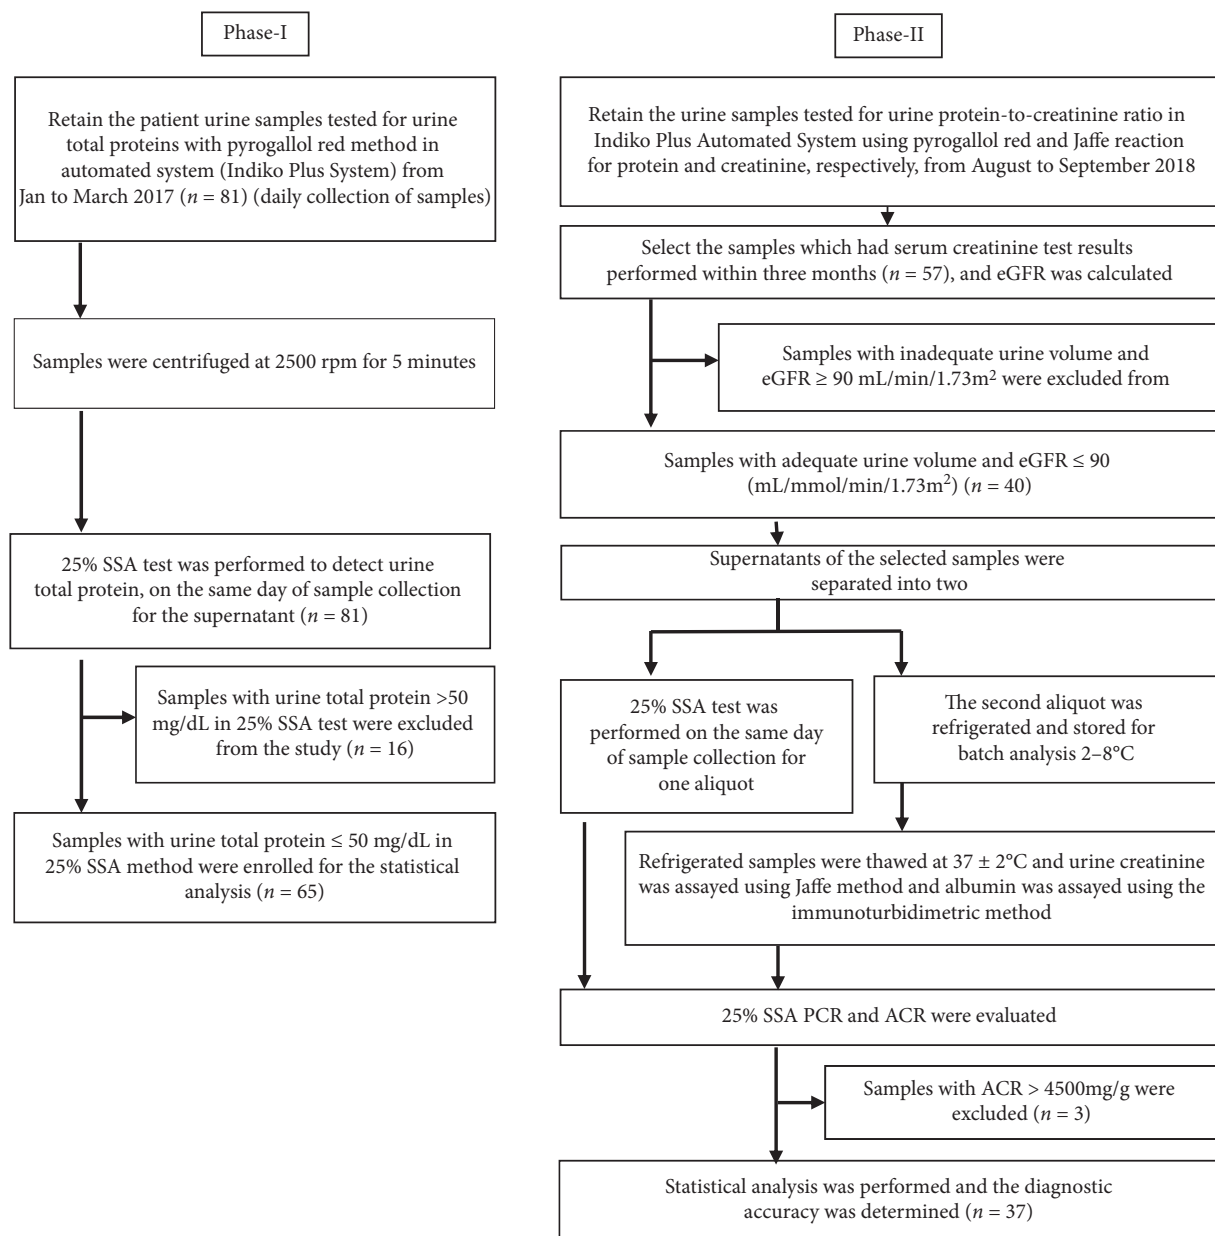 Phase-I
Retain the patient urine samples tested for urine
total proteins with pyrogallol red method in
automated system (Indiko Plus System) from
Jan to March 2017 (n = 81) (daily collection of samples)
Samples were centrifuged at 2500 rpm for 5 minutes
25% SSA test was performed to detect urine
total protein, on the same day of sample collection
for the supernatant (n = 81)
Samples with urine total protein >50
mg/dL in 25% SSA test were excluded
from the study (n = 16)
Samples with urine total protein ≤ 50 mg/dL in
25% SSA method were enrolled for the statistical
analysis (n = 65)
Phase-II
Retain the urine samples tested for urine protein-to-creatinine ratio in
Indiko Plus Automated System using pyrogallol red and Jaffe reaction
for protein and creatinine, respectively, from August to September 2018
Select the samples which had serum creatinine test results
performed within three months (n = 57), and eGFR was calculated
Samples with inadequate urine volume and
eGFR ≥ 90 mL/min/1.73m² were excluded from
Samples with adequate urine volume and eGFR ≤ 90
(mL/mmol/min/1.73m²) (n = 40)
Supernatants of the selected samples were
separated into two
25% SSA test was
performed on the same day
of sample collection for
one aliquot
The second aliquot was
refrigerated and stored for
batch analysis 2–8°C
Refrigerated samples were thawed at 37 ± 2°C and urine creatinine
was assayed using Jaffe method and albumin was assayed using the
immunoturbidimetric method
25% SSA PCR and ACR were evaluated
Samples with ACR > 4500mg/g were
excluded (n = 3)
Statistical analysis was performed and the diagnostic
accuracy was determined (n = 37)